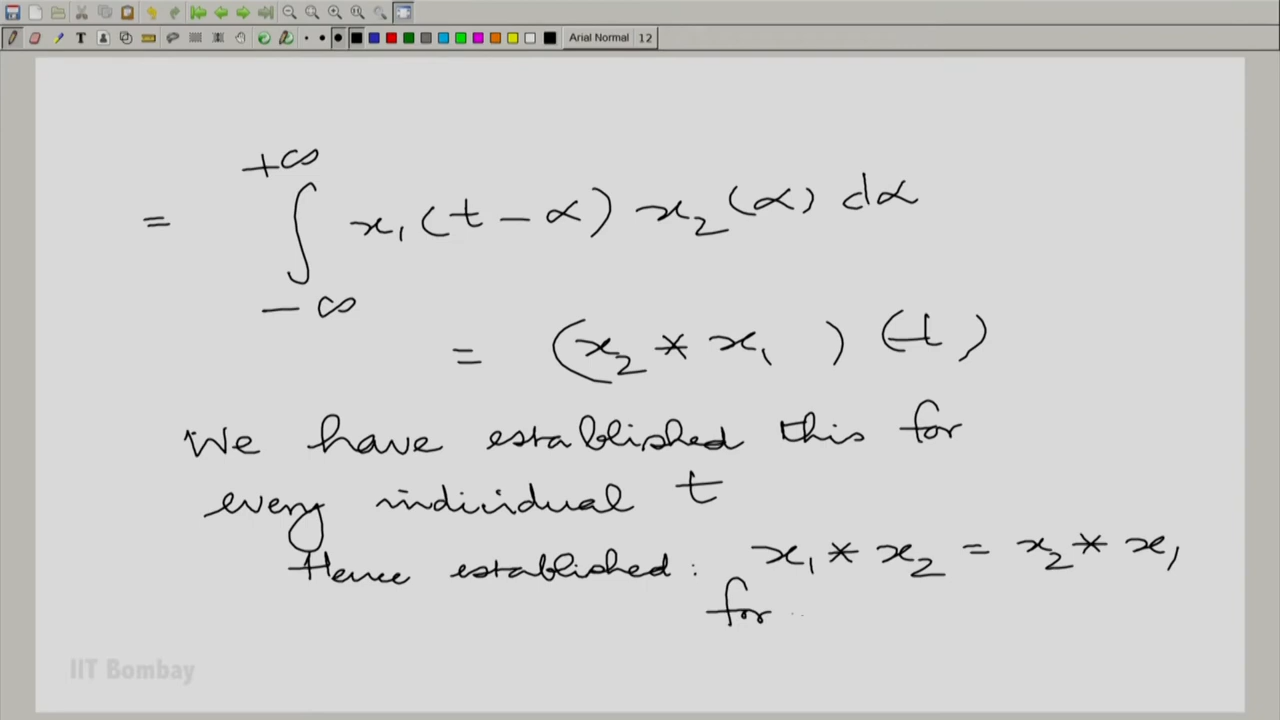 Arial Normal 12
+∞
= ∫ x₁(t - α) x₂(α) dα
- ∞
= (x₂ * x₁) (t)
We have established this for
every individual t
Hence established: x₁ * x₂ = x₂ * x₁
for
IIT Bombay